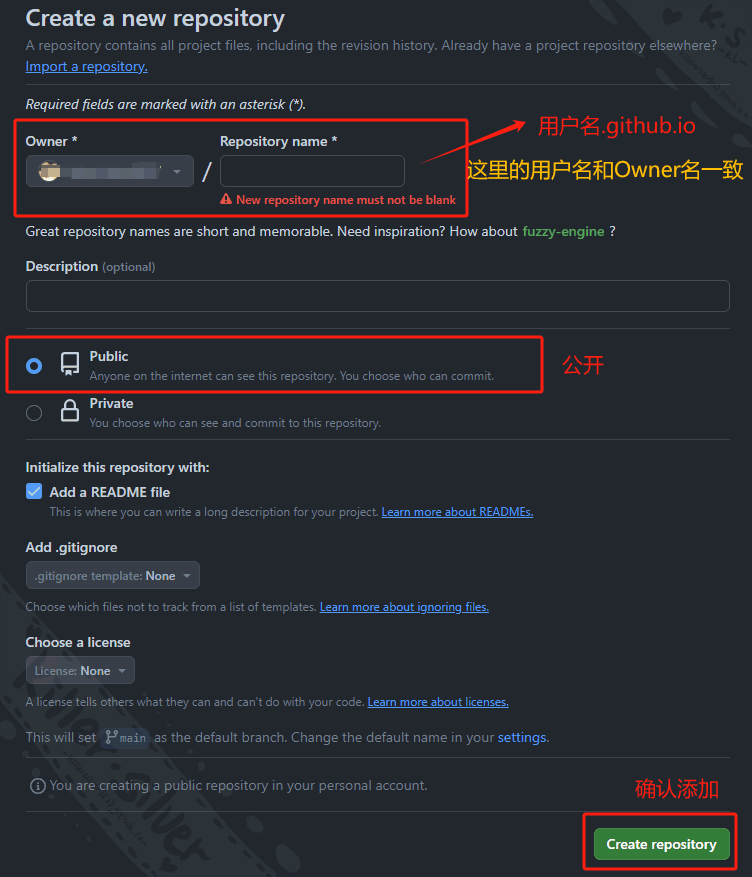 Create a new repository
A repository contains all project files, including the revision history. Already have a project repository elsewhere?
Import a repository.
Required fields are marked with an asterisk (*).
Owner *
Repository name *
用户名.github.io
/
这里的用户名和Owner名一致
New repository name must not be blank
Great repository names are short and memorable. Need inspiration? How about fuzzy-engine ?
Description (optional)
Public
Anyone on the internet can see this repository. You choose who can commit.
公开
Private
You choose who can see and commit to this repository.
Initialize this repository with:
Add a README file
This is where you can write a long description for your project. Learn more about READMEs.
Add .gitignore
.gitignore template: None
Choose which files not to track from a list of templates. Learn more about ignoring files.
Choose a license
License: None
A license tells others what they can and can't do with your code. Learn more about licenses.
This will set main as the default branch. Change the default name in your settings.
You are creating a public repository in your personal account.
确认添加
Create repository